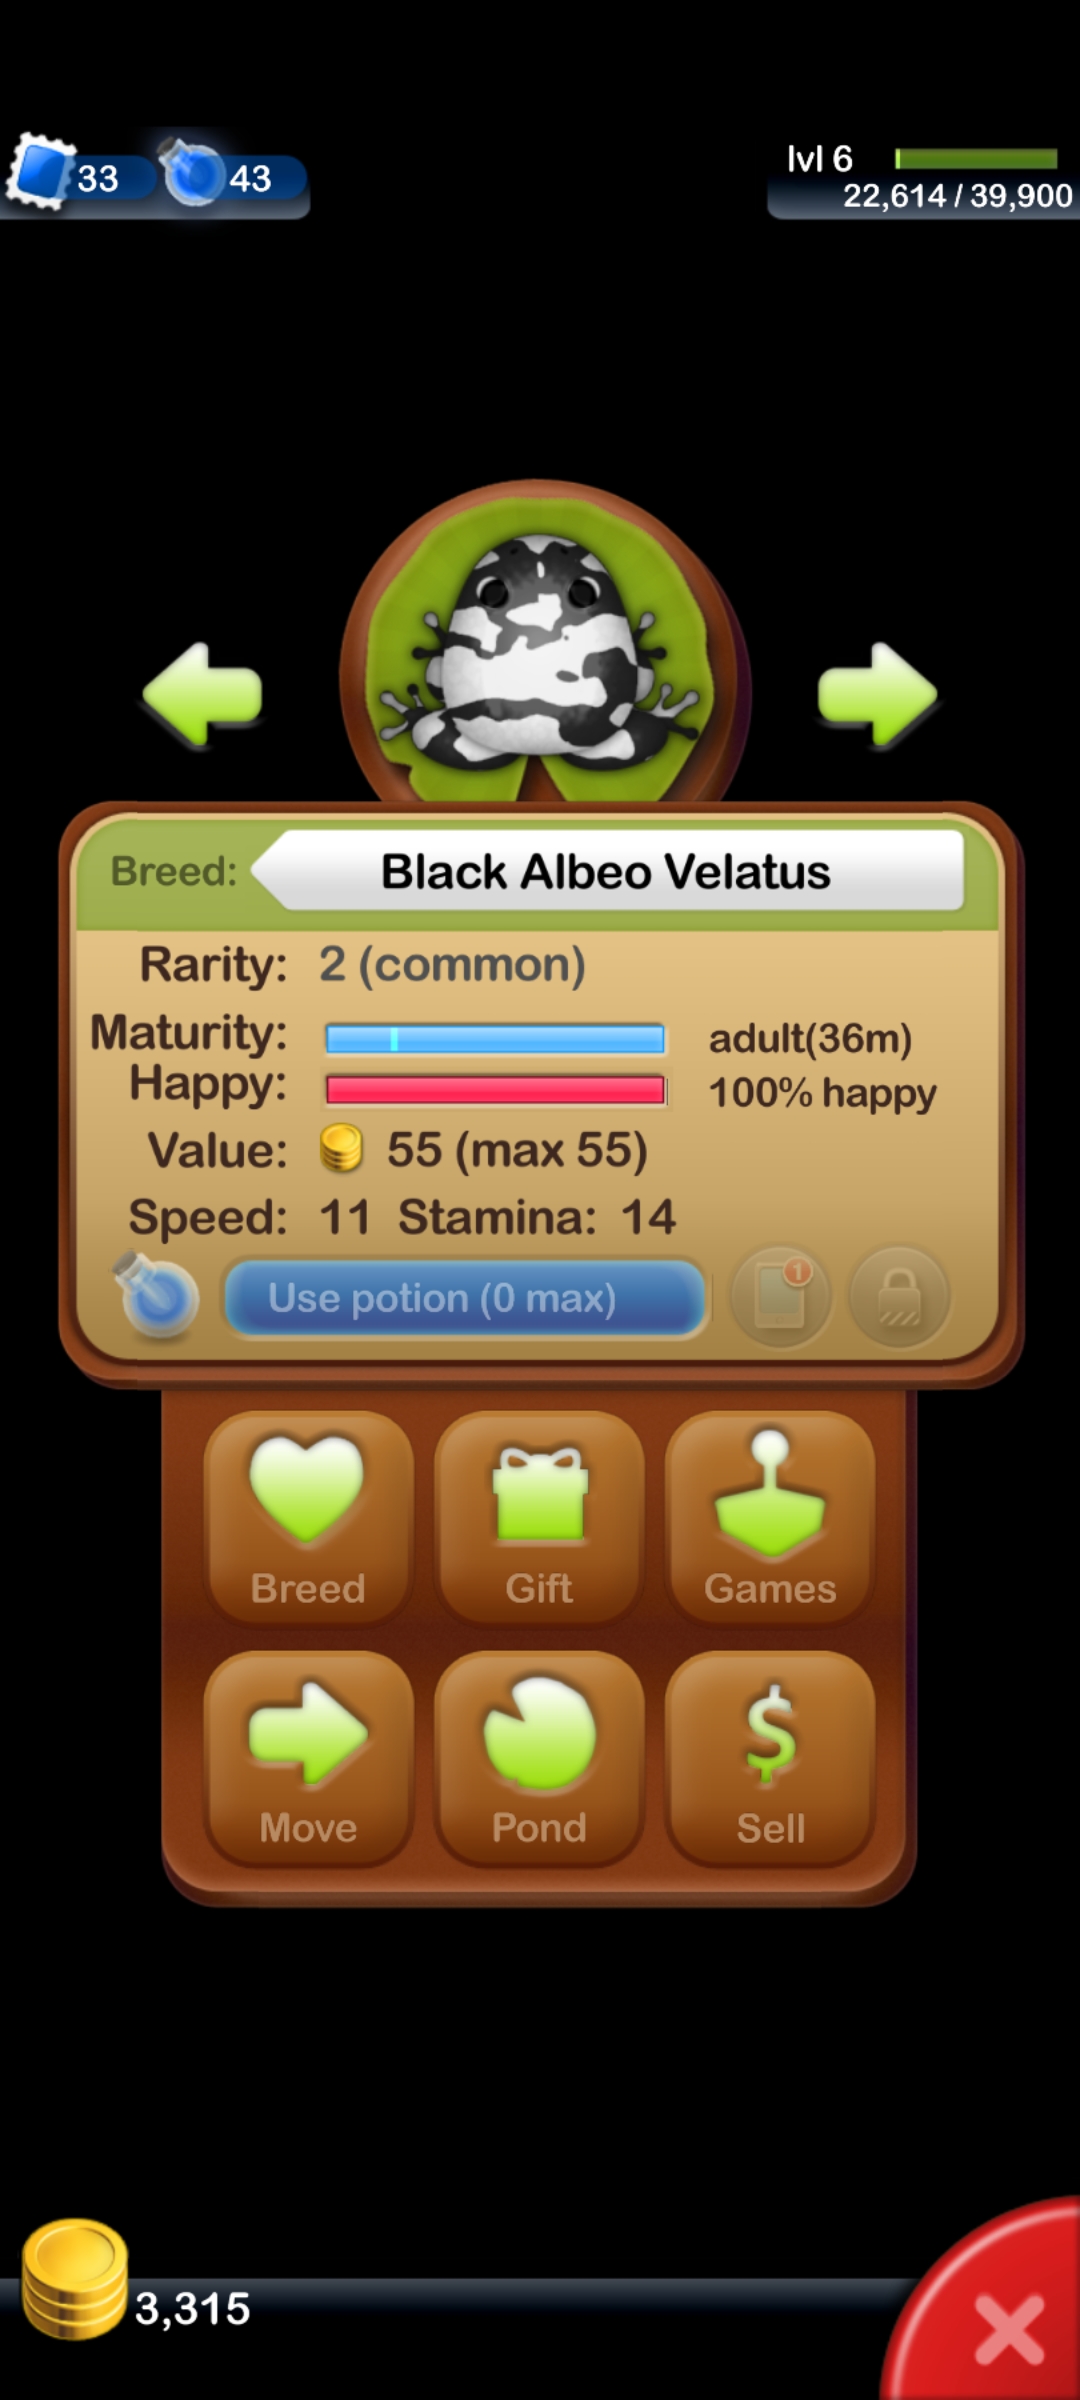 33
43
lvl 6
22,614 / 39,900
Breed: Black Albeo Velatus
Rarity: 2 (common)
Maturity: adult(36m)
Happy: 100% happy
Value: 55 (max 55)
Speed: 11 Stamina: 14
Use potion (0 max)
1
Breed Gift Games
Move Pond Sell
3,315